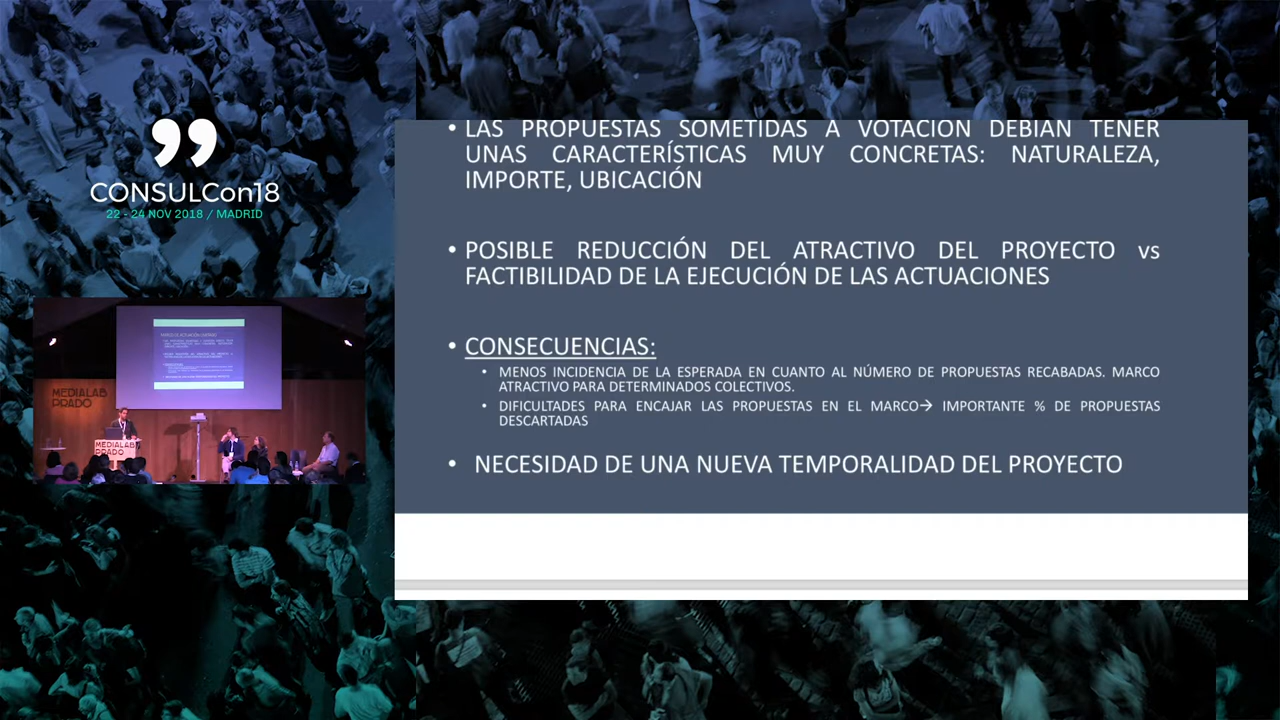 CONSULCon18
22 - 24 NOV 2018 / MADRID
MEDIALAB
PRADO
MEDIALAB
PRADO
• LAS PROPUESTAS SOMETIDAS A VOTACIÓN DEBÍAN TENER
UNAS CARACTERÍSTICAS MUY CONCRETAS: NATURALEZA,
IMPORTE, UBICACIÓN
• POSIBLE REDUCCIÓN DEL ATRACTIVO DEL PROYECTO vs
FACTIBILIDAD DE LA EJECUCIÓN DE LAS ACTUACIONES
• CONSECUENCIAS:
• MENOS INCIDENCIA DE LA ESPERADA EN CUANTO AL NÚMERO DE PROPUESTAS RECABADAS. MARCO
ATRACTIVO PARA DETERMINADOS COLECTIVOS.
• DIFICULTADES PARA ENCAJAR LAS PROPUESTAS EN EL MARCO→ IMPORTANTE % DE PROPUESTAS
DESCARTADAS
• NECESIDAD DE UNA NUEVA TEMPORALIDAD DEL PROYECTO